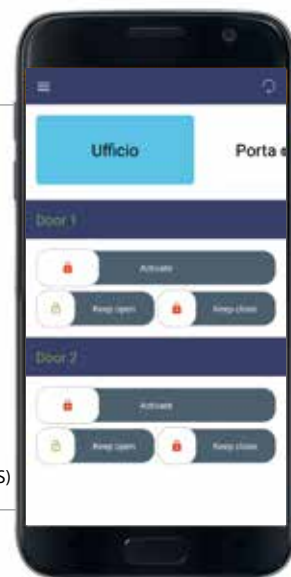 Ufficio Porta
Door 1
Activate
Keep open Keep close
Door 2
Activate
Keep open Keep close
S)